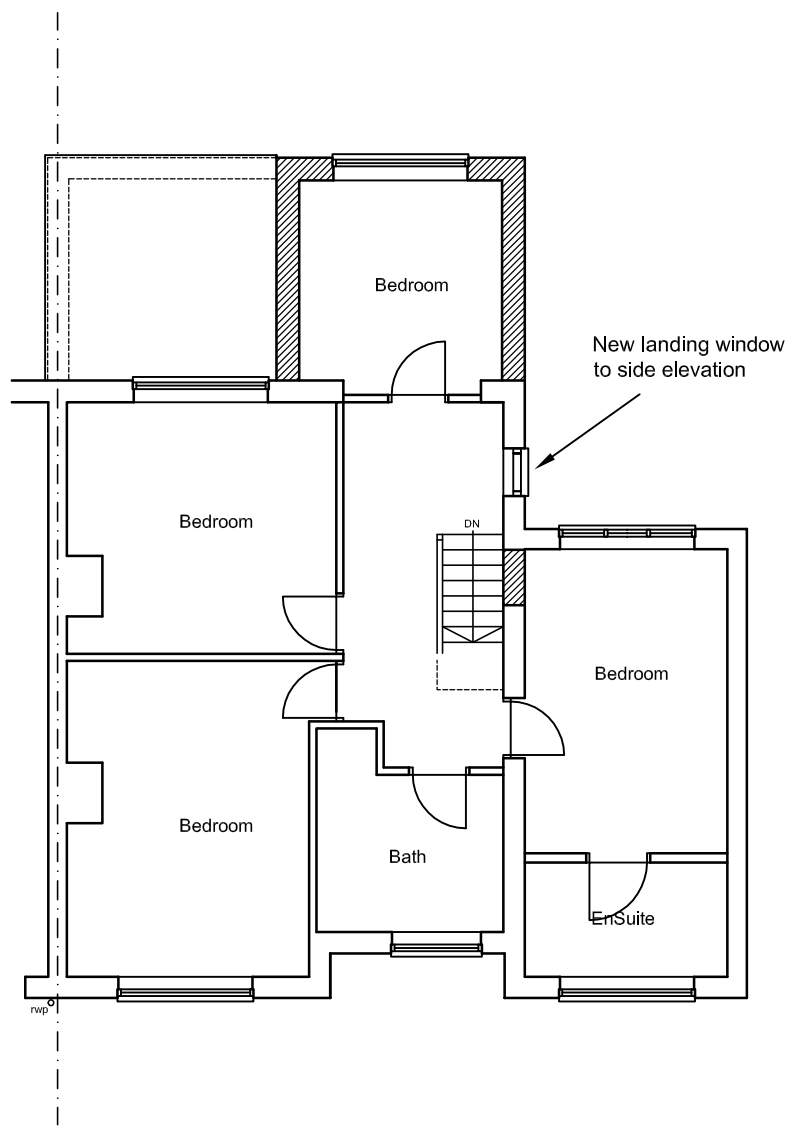 Bedroom
New landing window
to side elevation
Bedroom
DN
Bedroom
Bedroom
Bath
EnSuite
rwp